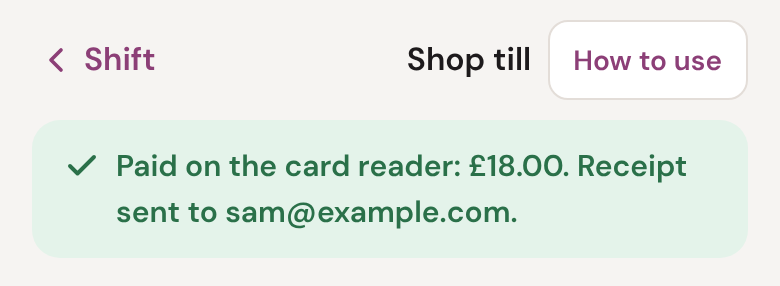 Shift
Shop till
How to use
Paid on the card reader: £18.00. Receipt
sent to sam@example.com.